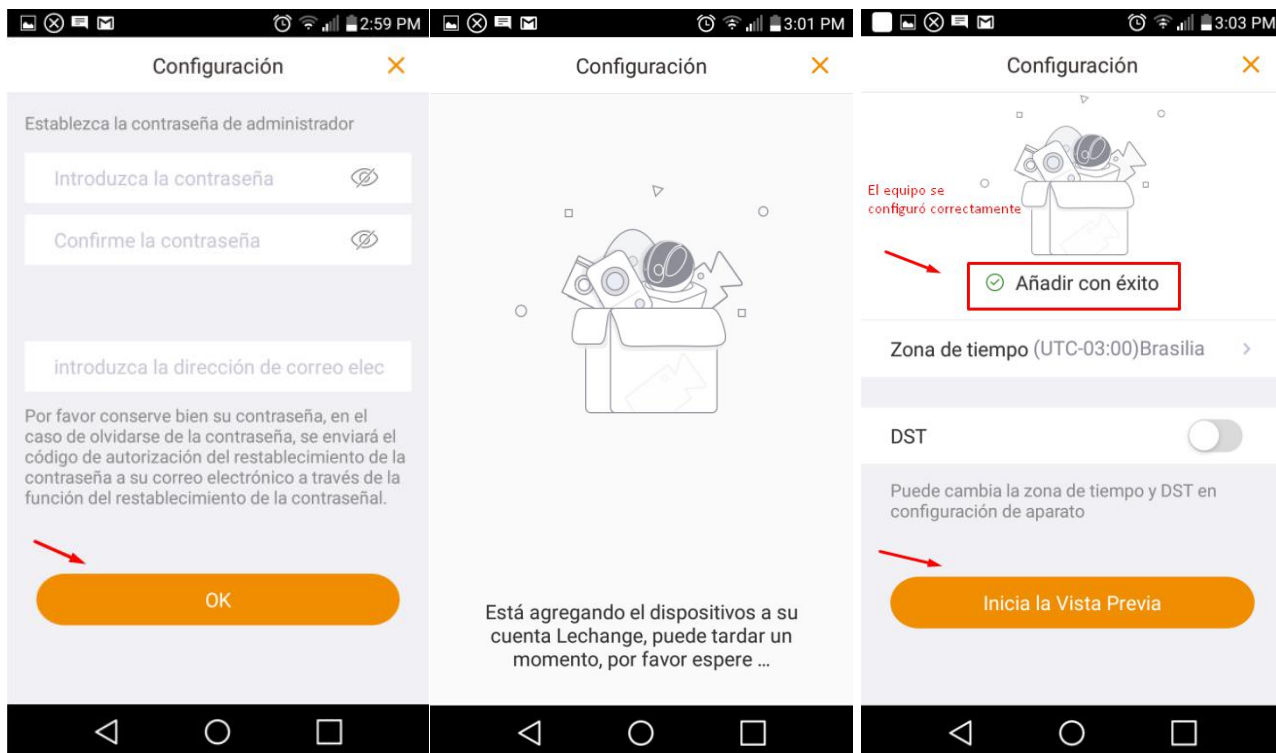 2:59 PM
Configuración
Establezca la contraseña de administrador
Introduzca la contraseña
Confirme la contraseña
introduzca la dirección de correo elec
Por favor conserve bien su contraseña, en el
caso de olvidarse de la contraseña, se enviará el
código de autorización del restablecimiento de la
contraseña a su correo electrónico a través de la
función del restablecimiento de la contraseñal.
OK
3:01 PM
Configuración
Está agregando el dispositivos a su
cuenta Lechange, puede tardar un
momento, por favor espere ...
3:03 PM
Configuración
El equipo se
configuró correctamente
Añadir con éxito
Zona de tiempo (UTC-03:00)Brasilia
DST
Puede cambia la zona de tiempo y DST en
configuración de aparato
Inicia la Vista Previa